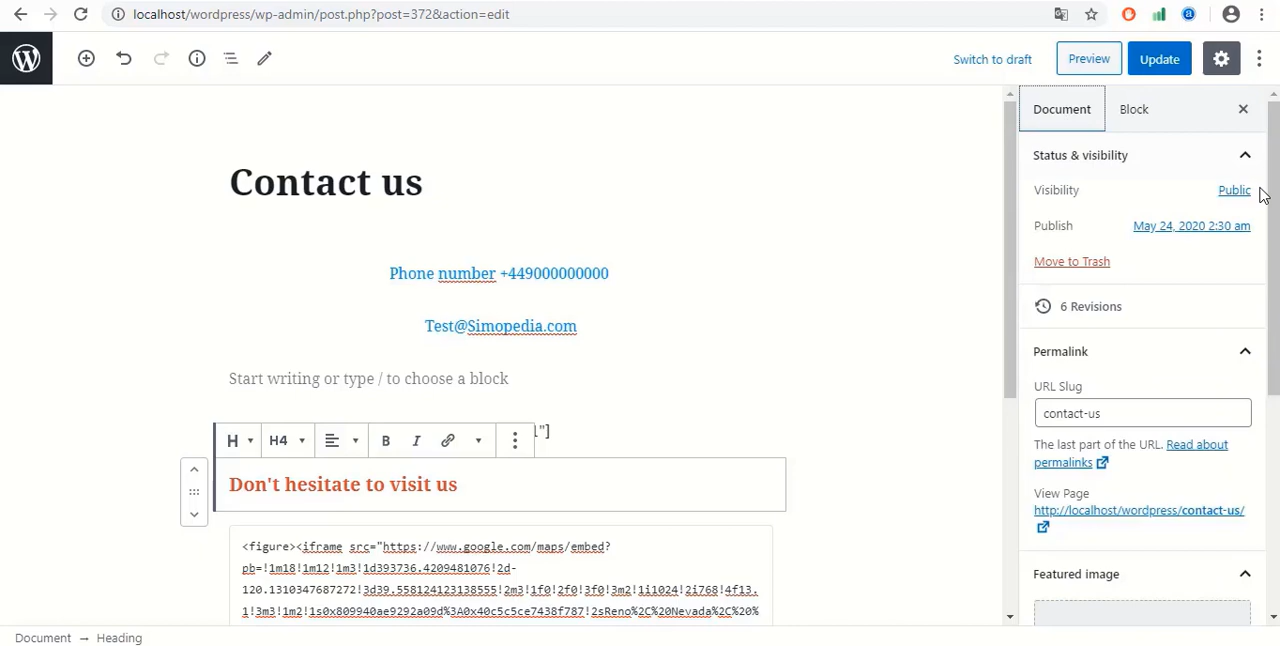 localhost/wordpress/wp-admin/post.php?post=372&action=edit
Switch to draft
Preview
Update
Document
Block
Status & visibility
Visibility
Public
Publish
May 24, 2020 2:30 am
Move to Trash
6 Revisions
Permalink
URL Slug
contact-us
The last part of the URL. Read about
permalinks
View Page
http://localhost/wordpress/contact-us/
Featured image
Contact us
Phone number +449000000000
Test@Simopedia.com
Start writing or type / to choose a block
1"]
H
H4
B
I
Don't hesitate to visit us
<figure><iframe src="https://www.google.com/maps/embed?
pb=!1m18!1m12!1m3!1d393736.4209481076!2d-
120.1310347687272!3d39.558124123138555!2m3!1f0!2f0!3f0!3m2!1i1024!2i768!4f13.
1!3m3!1m2!1s0x809940ae9292a09d%3A0x40c5c5ce7438f787!2sReno%2C%20Nevada%2C%20%
Document → Heading